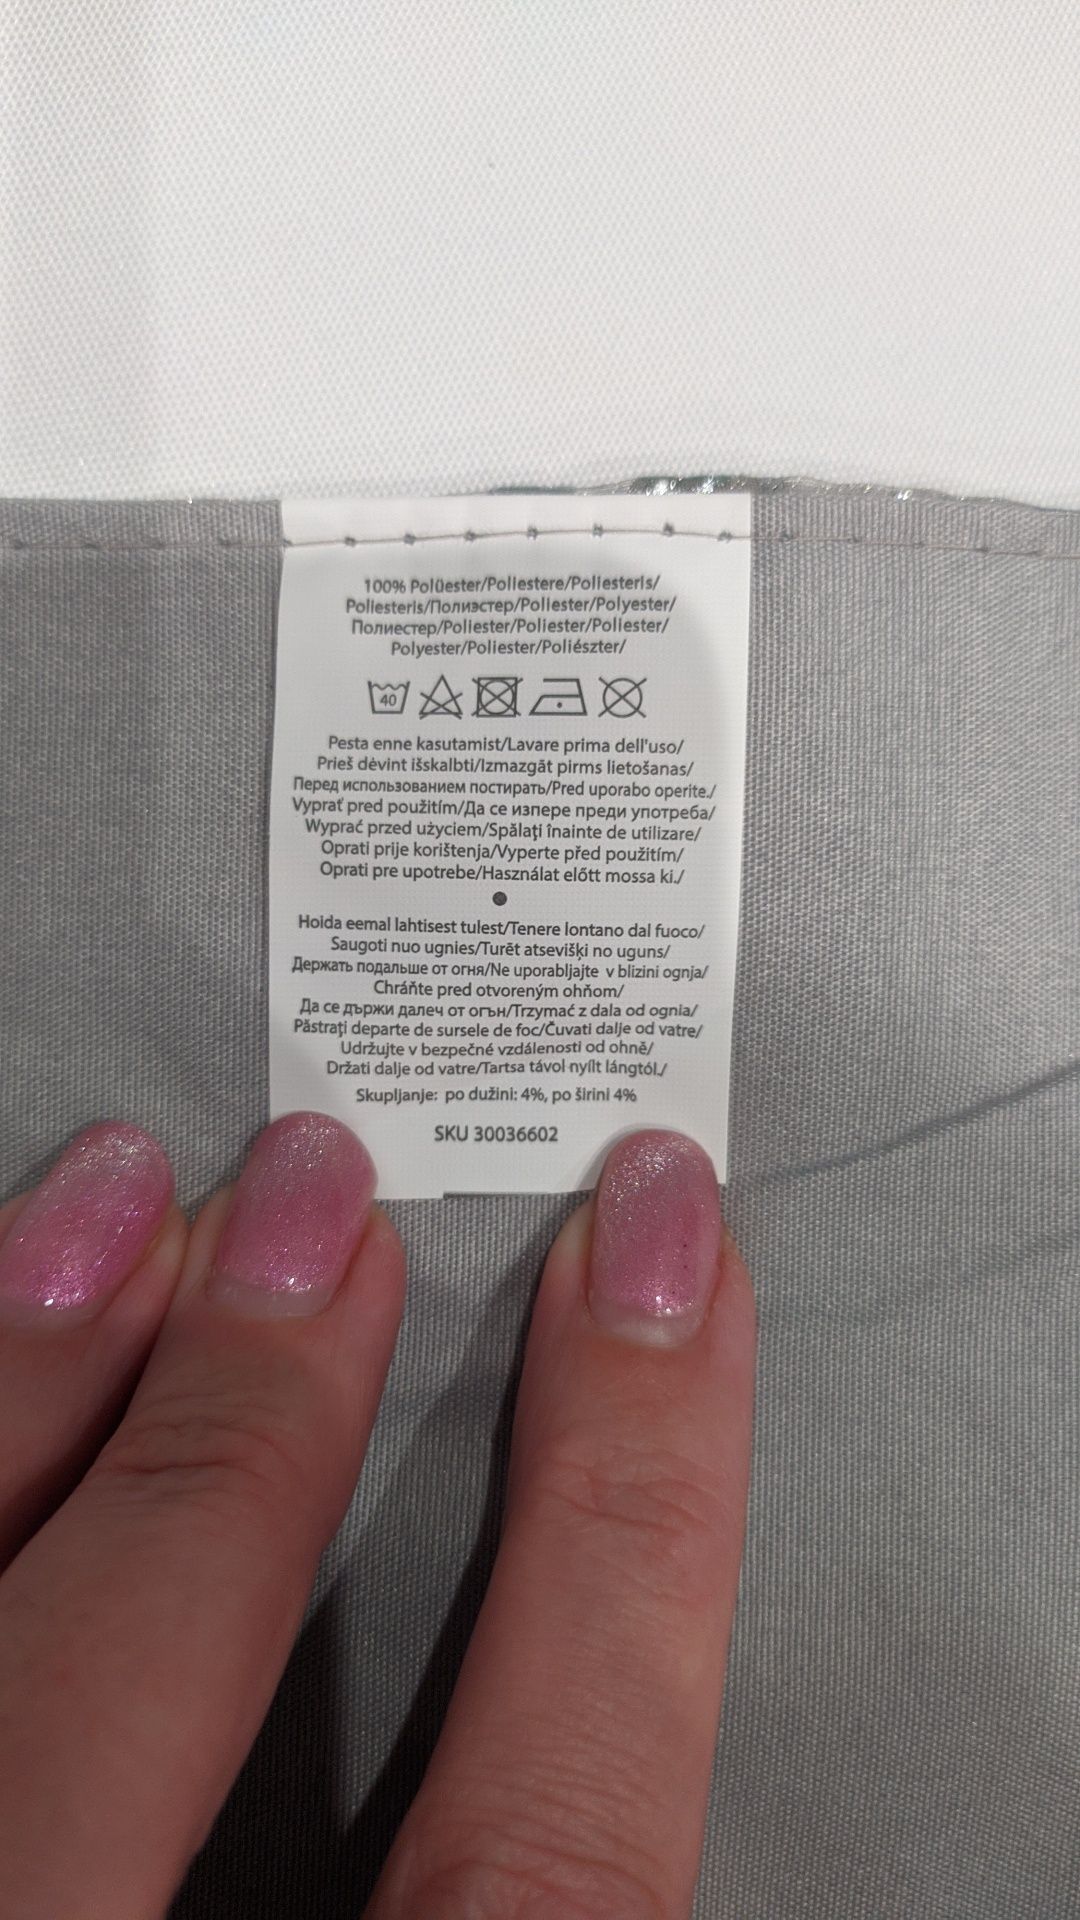 100% Polüester/Poliestere/Poliesteris/
Poliesteris/Полиэстер/Poliester/Polyester/
Полиестер/Poliester/Poliester/Poliester/
Polyester/Poliester/Poliészter/
40
Pesta enne kasutamist/Lavare prima dell'uso/
Prieš dėvint išskalbti/Izmazgāt pirms lietošanas/
Перед использованием постирать/Pred uporabo operite./
Vyprať pred použitím/Да се изпере преди употреба/
Wyprać przed użyciem/Spălaţi înainte de utilizare/
Oprati prije korištenja/Vyperte před použitím/
Oprati pre upotrebe/Használat előtt mossa ki./
Hoida eemal lahtisest tulest/Tenere lontano dal fuoco/
Saugoti nuo ugnies/Turēt atsevišķi no uguns/
Держать подальше от огня/Ne uporabljajte v blizini ognja/
Chráňte pred otvoreným ohňom/
Да се държи далеч от огън/Trzymać z dala od ognia/
Păstraţi departe de sursele de foc/Čuvati dalje od vatre/
Udržujte v bezpečné vzdálenosti od ohně/
Držati dalje od vatre/Tartsa távol nyílt lángtól./
Skupljanje: po dužini: 4%, po širini 4%
SKU 30036602